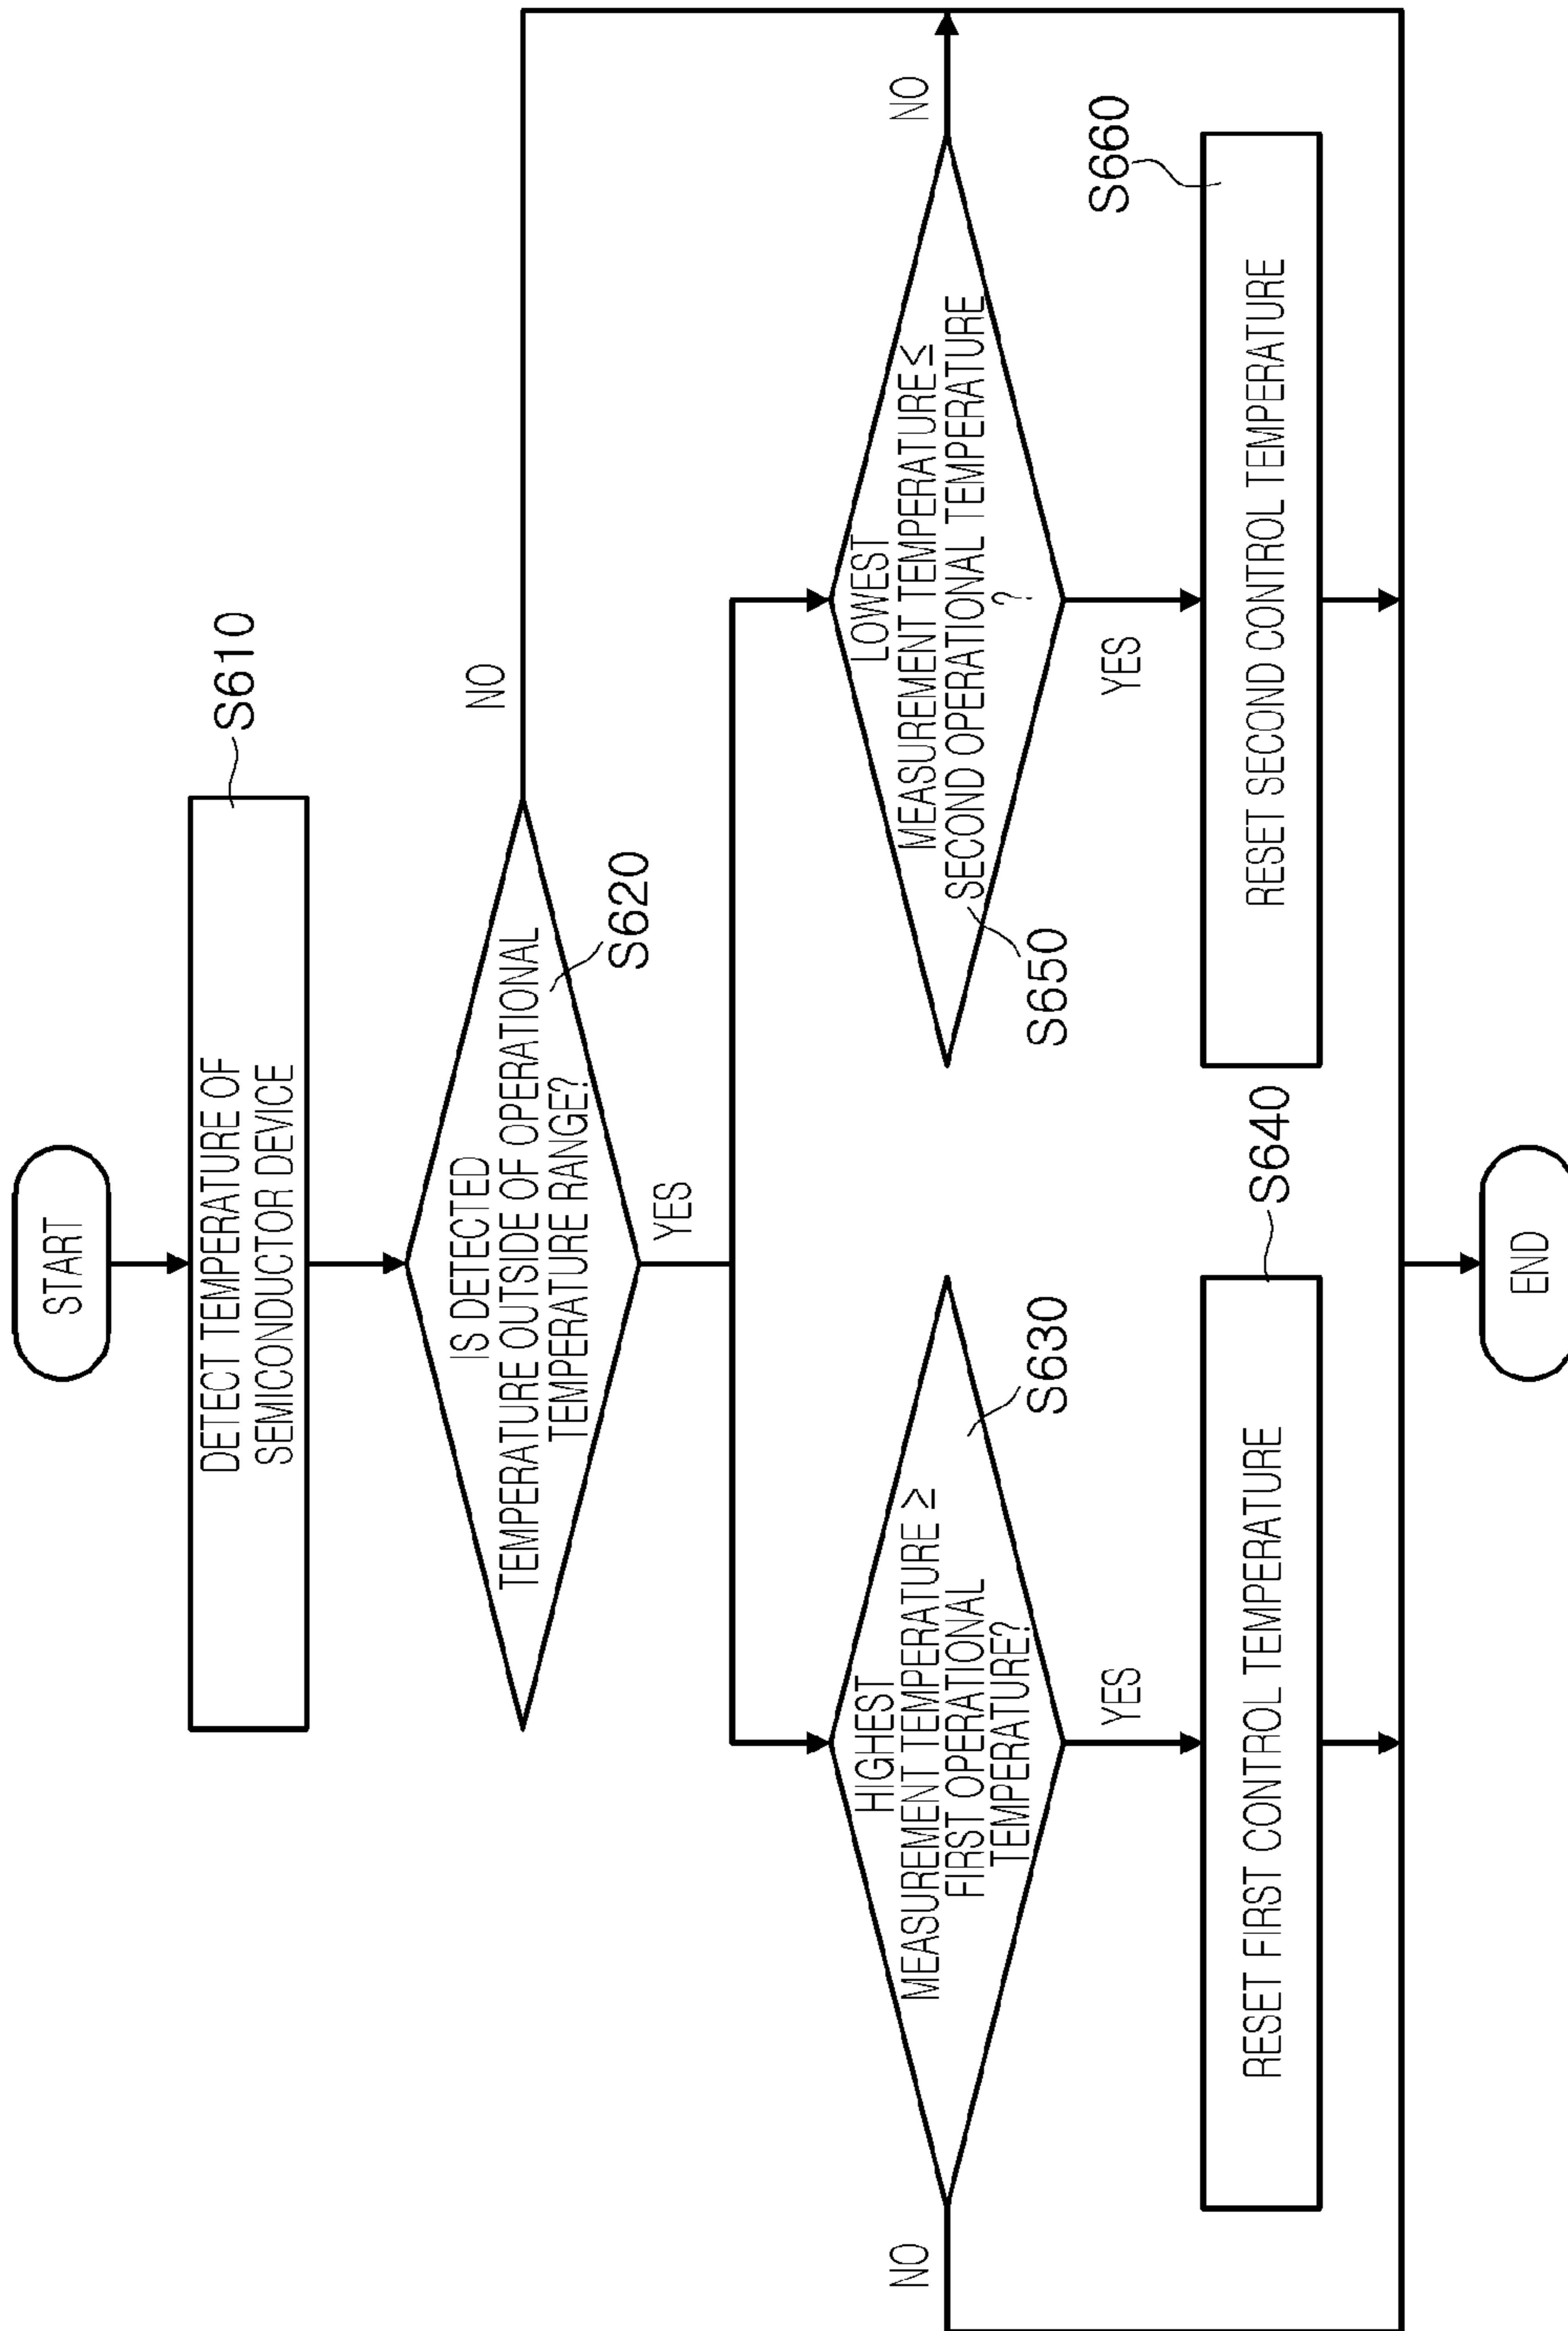 START
DETECT TEMPERATURE OF
SEMICONDUCTOR DEVICE
S610
IS DETECTED
TEMPERATURE OUTSIDE OF OPERATIONAL
TEMPERATURE RANGE?
S620
NO
YES
HIGHEST
MEASUREMENT TEMPERATURE ≥
FIRST OPERATIONAL
TEMPERATURE?
S630
NO
YES
LOWEST
MEASUREMENT TEMPERATURE ≤
SECOND OPERATIONAL TEMPERATURE
?
S650
NO
YES
RESET FIRST CONTROL TEMPERATURE
S640
RESET SECOND CONTROL TEMPERATURE
S660
END